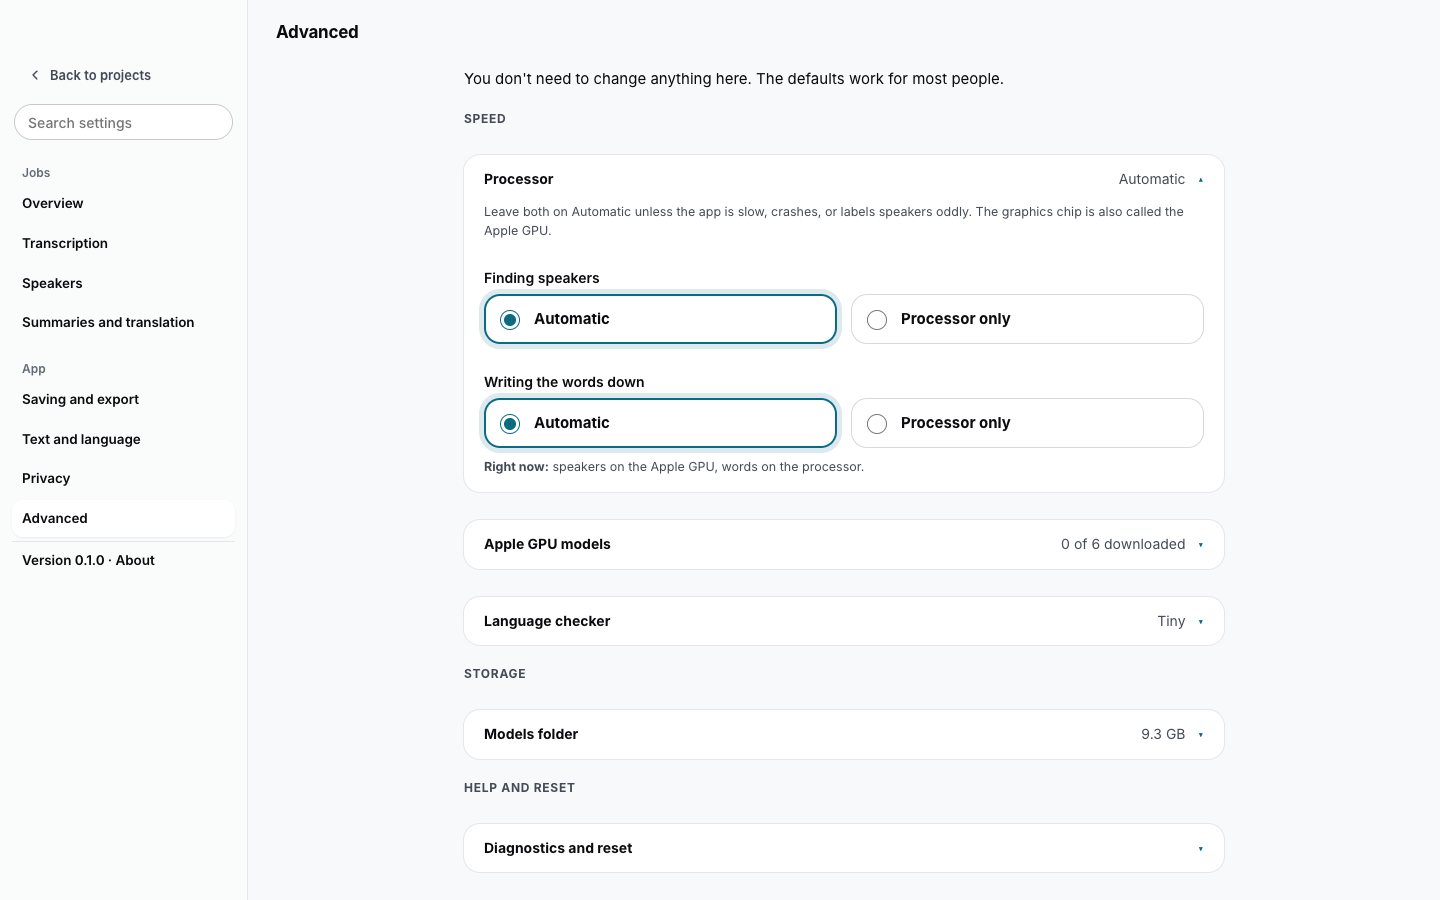 Advanced
Back to projects
Search settings
Jobs
Overview
Transcription
Speakers
Summaries and translation
App
Saving and export
Text and language
Privacy
Advanced
Version 0.1.0 · About
You don't need to change anything here. The defaults work for most people.
SPEED
Processor
Automatic
Leave both on Automatic unless the app is slow, crashes, or labels speakers oddly. The graphics chip is also called the
Apple GPU.
Finding speakers
Automatic
Processor only
Writing the words down
Automatic
Processor only
Right now: speakers on the Apple GPU, words on the processor.
Apple GPU models
0 of 6 downloaded
Language checker
Tiny
STORAGE
Models folder
9.3 GB
HELP AND RESET
Diagnostics and reset